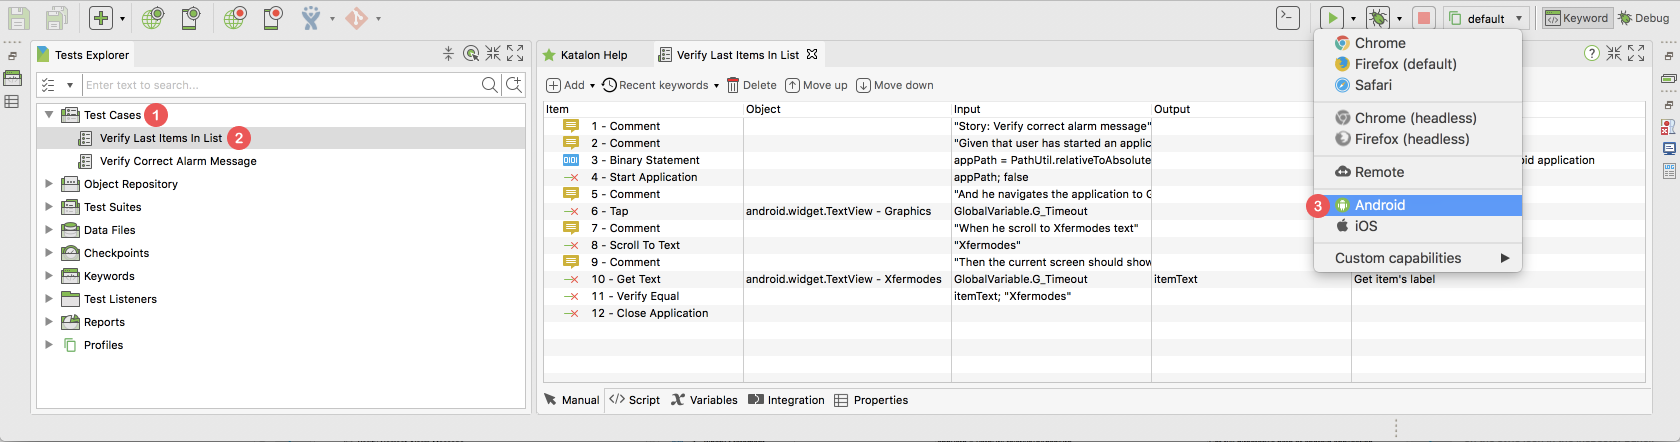 default
Keyword
Debug
Tests Explorer
Enter text to search...
Test Cases 1
Verify Last Items In List 2
Verify Correct Alarm Message
Object Repository
Test Suites
Data Files
Checkpoints
Keywords
Test Listeners
Reports
Profiles
Katalon Help
Verify Last Items In List
Add
Recent keywords
Delete
Move up
Move down
Item Object Input Output
1 - Comment "Story: Verify correct alarm message"
2 - Comment "Given that user has started an applic
3 - Binary Statement appPath = PathUtil.relativeToAbsolute id application
4 - Start Application appPath; false
5 - Comment "And he navigates the application to G
6 - Tap android.widget.TextView - Graphics GlobalVariable.G_Timeout
7 - Comment "When he scroll to Xfermodes text"
8 - Scroll To Text "Xfermodes"
9 - Comment "Then the current screen should show
10 - Get Text android.widget.TextView - Xfermodes GlobalVariable.G_Timeout itemText Get item's label
11 - Verify Equal itemText; "Xfermodes"
12 - Close Application
Manual
Script
Variables
Integration
Properties
Chrome
Firefox (default)
Safari
Chrome (headless)
Firefox (headless)
Remote
3 Android
iOS
Custom capabilities